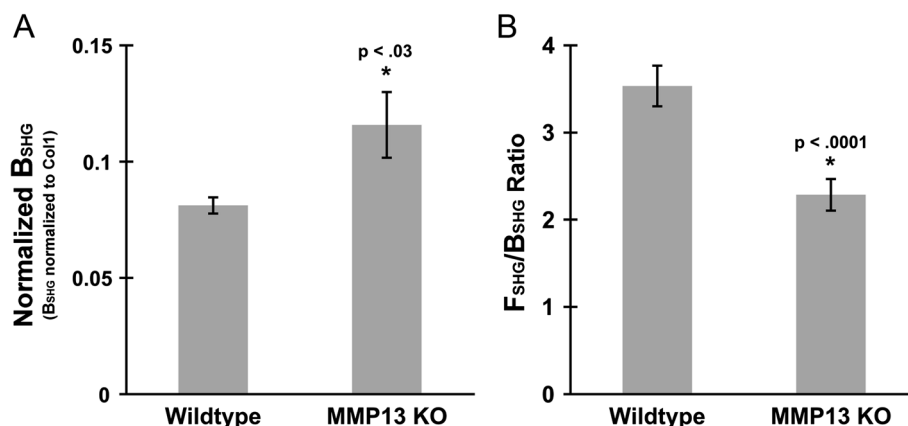 A
Normalized BSHG
(BSHG normalized to Col1)
0.15
0.1
0.05
0
p < .03
*
Wildtype
MMP13 KO
B
FSHG/BSHG Ratio
4
3
2
1
0
p < .0001
*
Wildtype
MMP13 KO